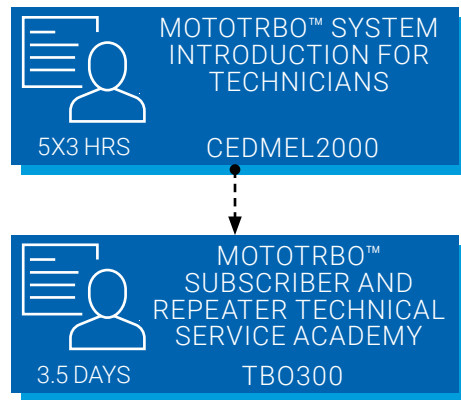 MOTOTRBO™ SYSTEM
INTRODUCTION FOR
TECHNICIANS
5X3 HRS
CEDMEL2000
MOTOTRBO™
SUBSCRIBER AND
REPEATER TECHNICAL
SERVICE ACADEMY
3.5 DAYS
TBO300